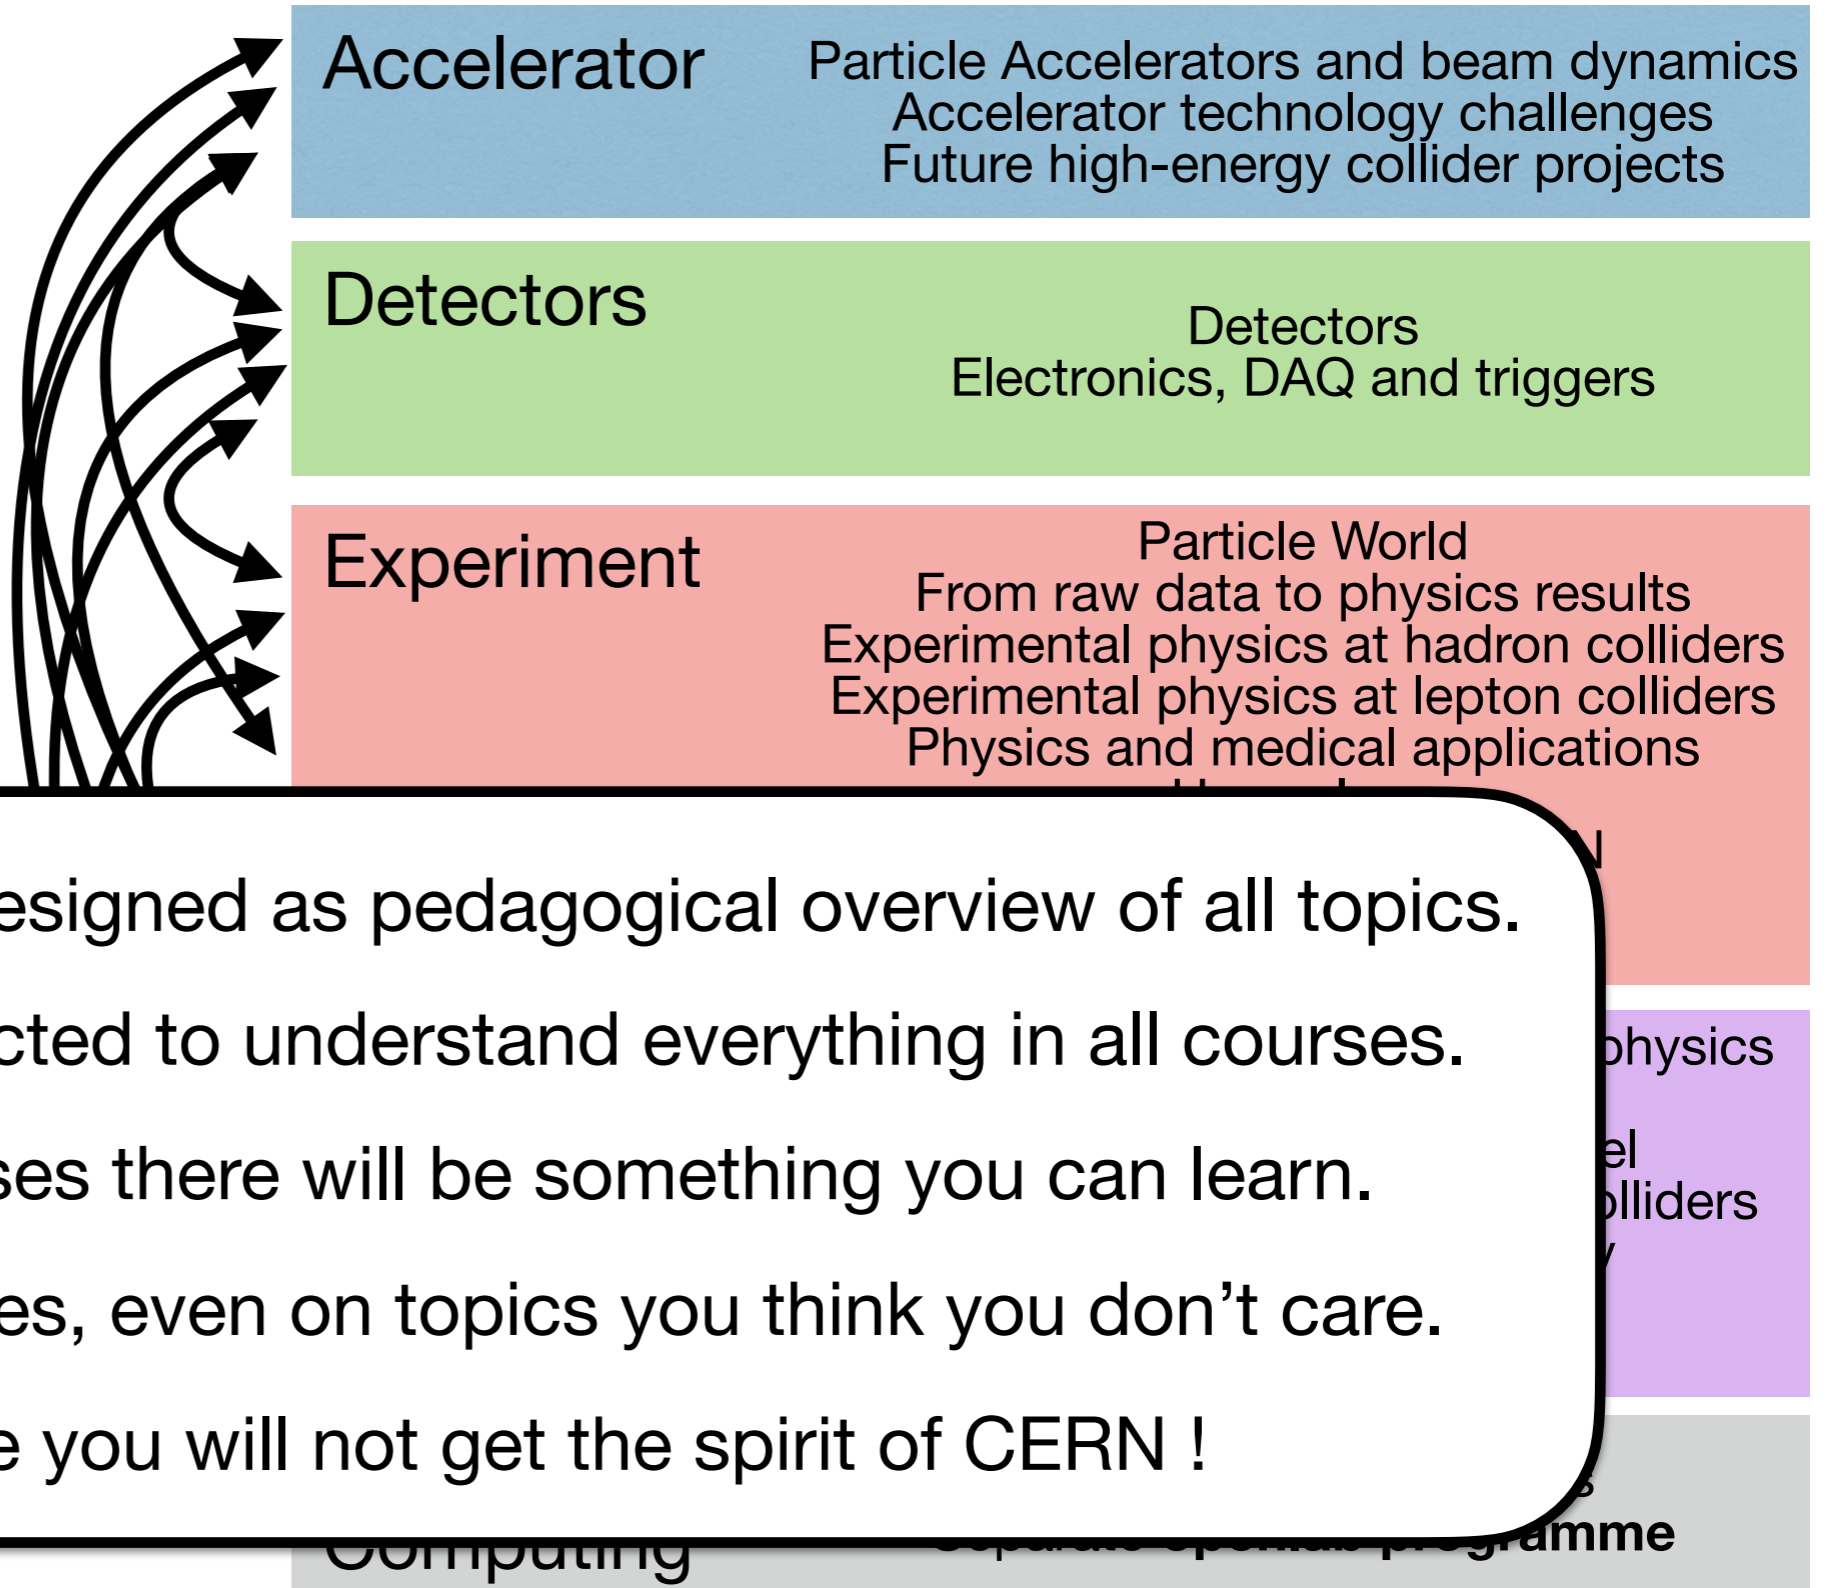 Accelerator
Particle Accelerators and beam dynamics
Accelerator technology challenges
Future high-energy collider projects
Detectors
Detectors
Electronics, DAQ and triggers
Experiment
Particle World
From raw data to physics results
Experimental physics at hadron colliders
Experimental physics at lepton colliders
Physics and medical applications
esigned as pedagogical overview of all topics.
cted to understand everything in all courses.
ses there will be something you can learn.
es, even on topics you think you don't care.
e you will not get the spirit of CERN !
physics
el
olliders
Computing
Separate openlab programme